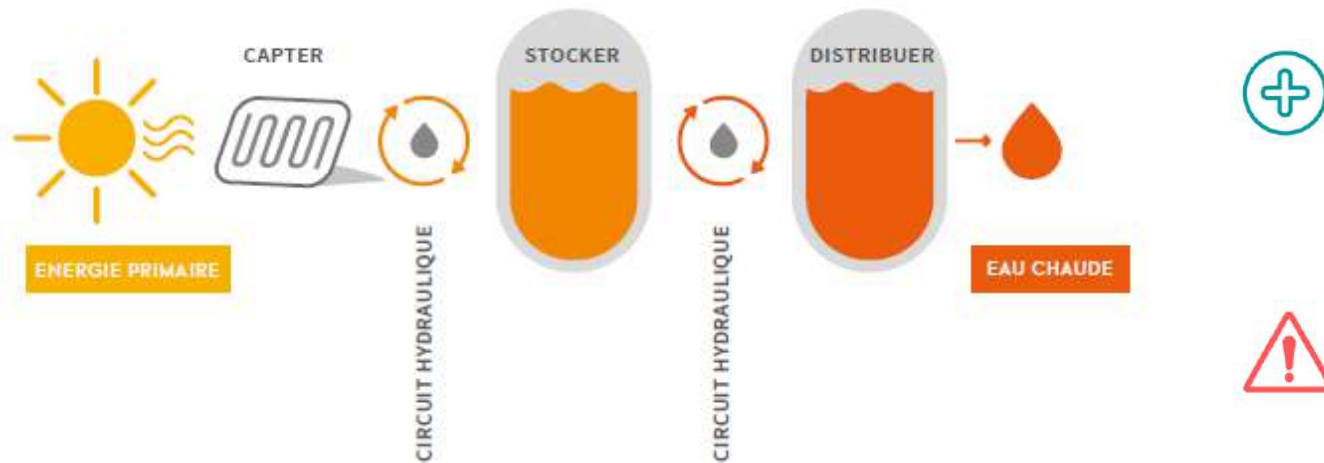 CAPTER
STOCKER
DISTRIBUER
ENERGIE PRIMAIRE
CIRCUIT HYDRAULIQUE
CIRCUIT HYDRAULIQUE
EAU CHAUDE